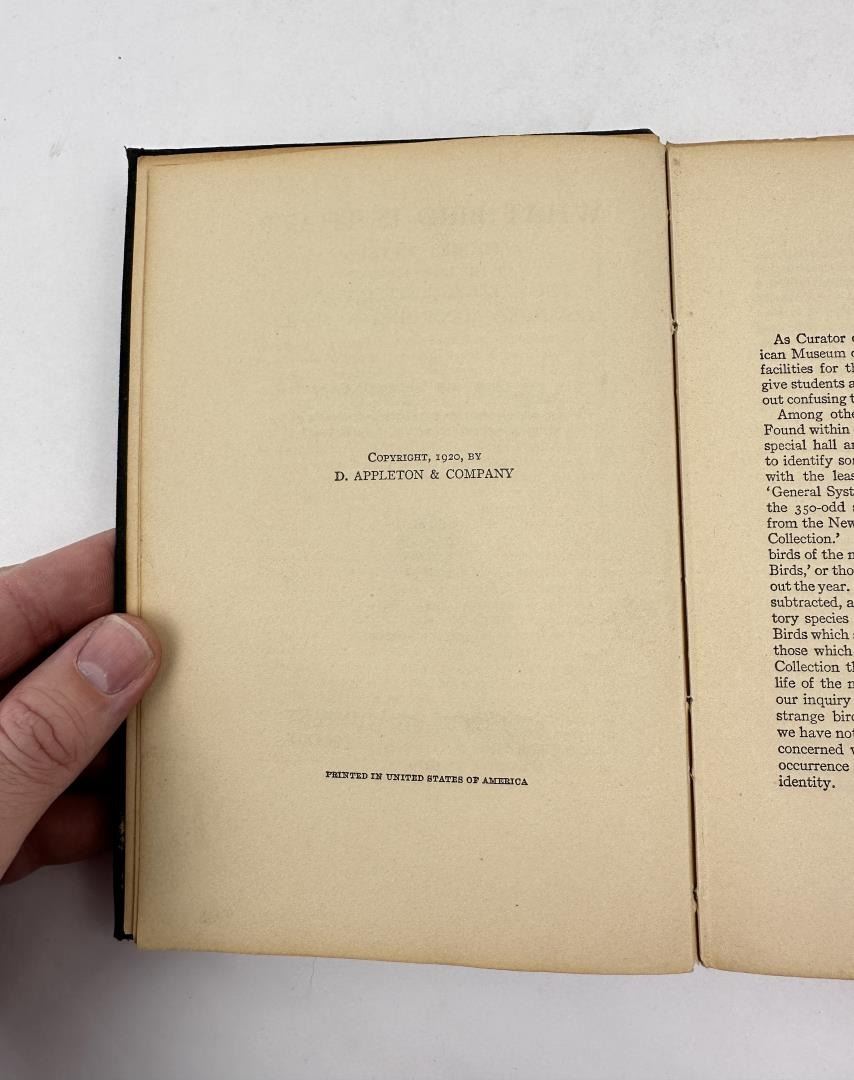 COPYRIGHT, 1920, BY
D. APPLETON & COMPANY
PRINTED IN UNITED STATES OF AMERICA
As Curator
ican Museum
facilities for
give students
out confusing
Among
Found within
special hall
to identify
with the
‘General
the 350-odd
from the New
Collection.’
birds of the
Birds,’ or
out the year.
subtracted,
tory species
Birds which
those which
Collection
life of the
our inquiry
strange
we have
concerned
occurrence
identity.